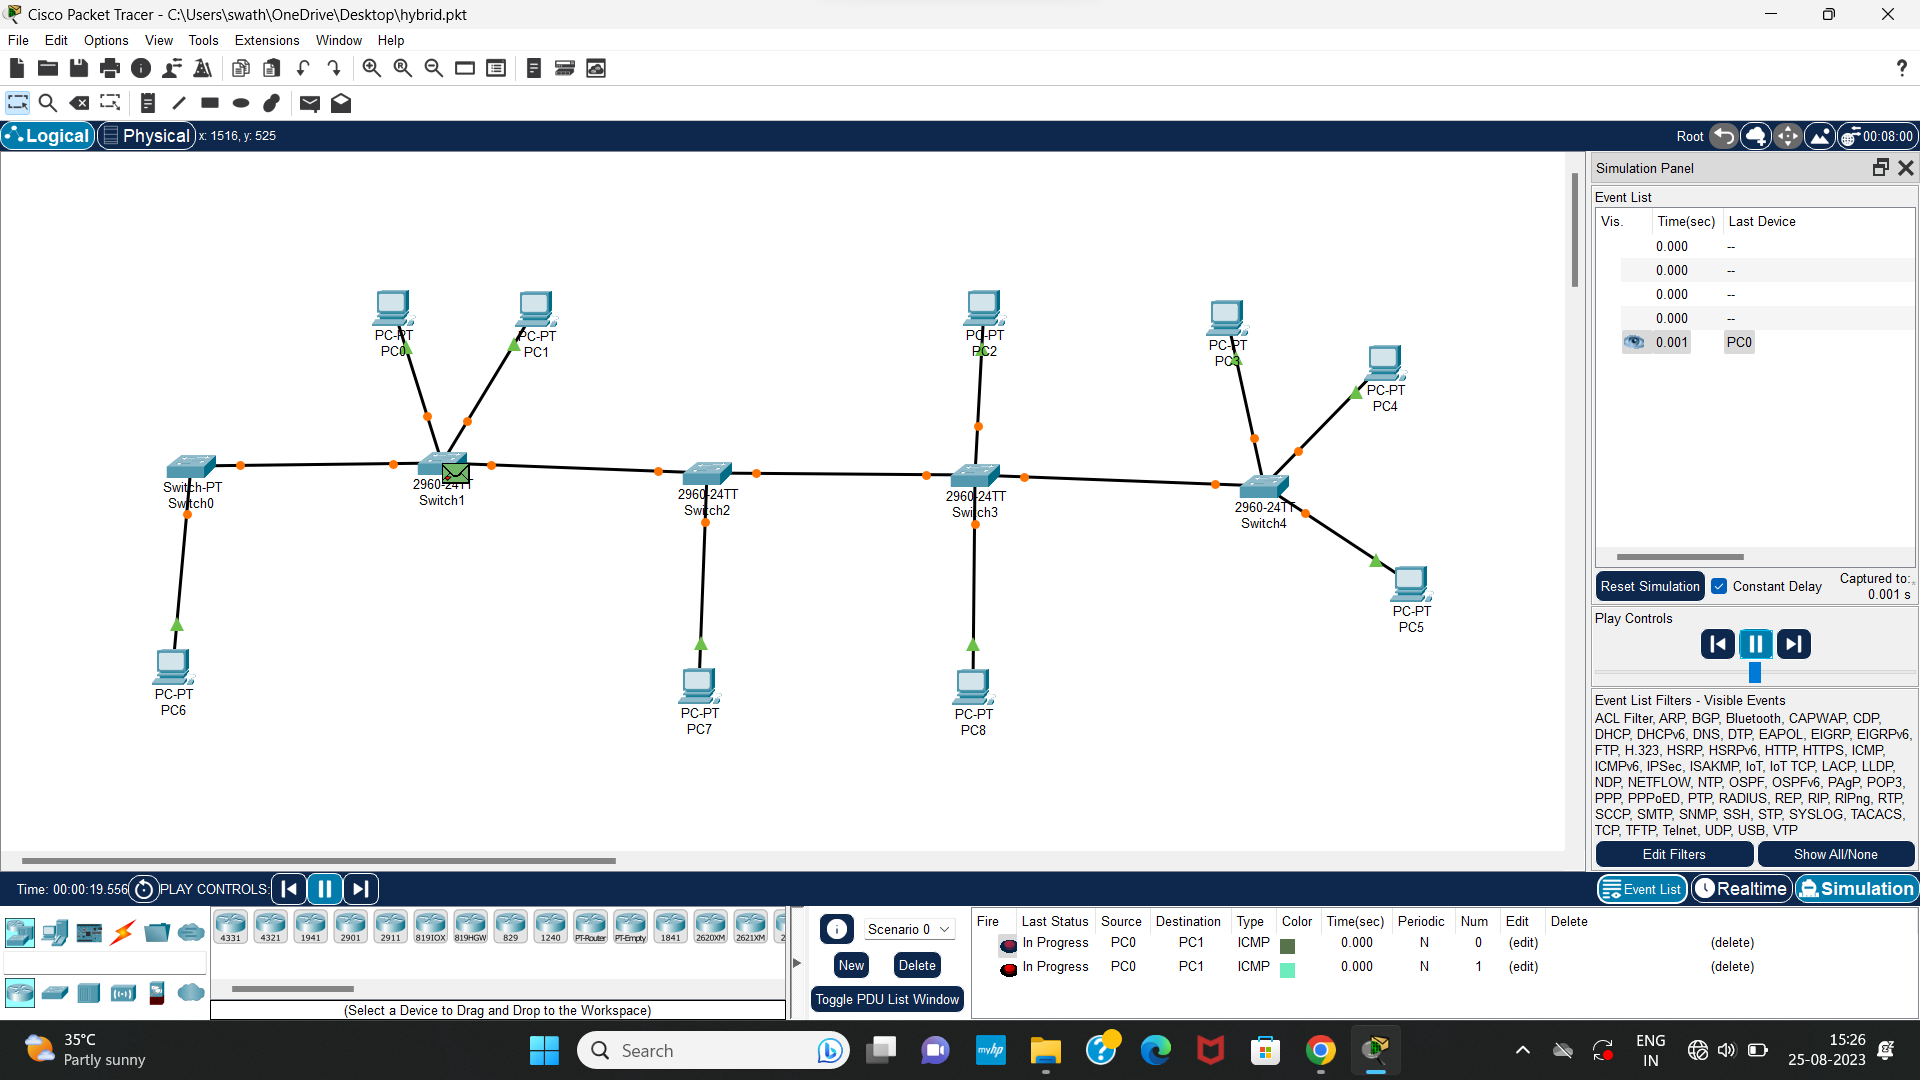 Cisco Packet Tracer - C:\Users\swath\OneDrive\Desktop\hybrid.pkt
File Edit Options View Tools Extensions Window Help
?
Logical Physical x: 1516, y: 525 Root 00:08:00
Simulation Panel
Event List
Vis. Time(sec) Last Device
0.000 --
0.000 --
0.000 --
0.000 --
0.001 PC0
PC-PT
PC0
PC-PT
PC1
PC-PT
PC2
PC-PT
PC3
PC-PT
PC4
Switch-PT
Switch0
2960-24TT
Switch1
2960-24TT
Switch2
2960-24TT
Switch3
2960-24TT
Switch4
PC-PT
PC5
PC-PT
PC6
PC-PT
PC7
PC-PT
PC8
Reset Simulation Constant Delay Captured to:
0.001 s
Play Controls
Event List Filters - Visible Events
ACL Filter, ARP, BGP, Bluetooth, CAPWAP, CDP,
DHCP, DHCPv6, DNS, DTP, EAPOL, EIGRP, EIGRPv6,
FTP, H.323, HSRP, HSRPv6, HTTP, HTTPS, ICMP,
ICMPv6, IPSec, ISAKMP, IoT, IoT TCP, LACP, LLDP,
NDP, NETFLOW, NTP, OSPF, OSPFv6, PAgP, POP3,
PPP, PPPoED, PTP, RADIUS, REP, RIP, RIPng, RTP,
SCCP, SMTP, SNMP, SSH, STP, SYSLOG, TACACS,
TCP, TFTP, Telnet, UDP, USB, VTP
Edit Filters Show All/None
Time: 00:00:19.556 PLAY CONTROLS: Event List Realtime Simulation
4331 4321 1941 2901 2911 819IOX 819HGW 829 1240 PT-Router PT-Empty 1841 2620XM 2621XM 2
(Select a Device to Drag and Drop to the Workspace)
Scenario 0
New Delete
Toggle PDU List Window
Fire Last Status Source Destination Type Color Time(sec) Periodic Num Edit Delete
In Progress PC0 PC1 ICMP 0.000 N 0 (edit) (delete)
In Progress PC0 PC1 ICMP 0.000 N 1 (edit) (delete)
35°C
Partly sunny
Search
myhp
ENG
IN
15:26
25-08-2023